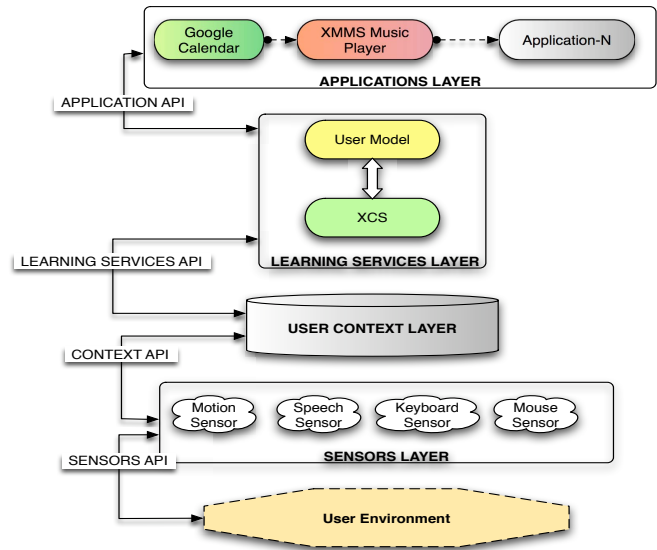 Google
Calendar
XMMS Music
Player
Application-N
APPLICATIONS LAYER
APPLICATION API
User Model
XCS
LEARNING SERVICES LAYER
LEARNING SERVICES API
USER CONTEXT LAYER
CONTEXT API
Motion
Sensor
Speech
Sensor
Keyboard
Sensor
Mouse
Sensor
SENSORS LAYER
SENSORS API
User Environment